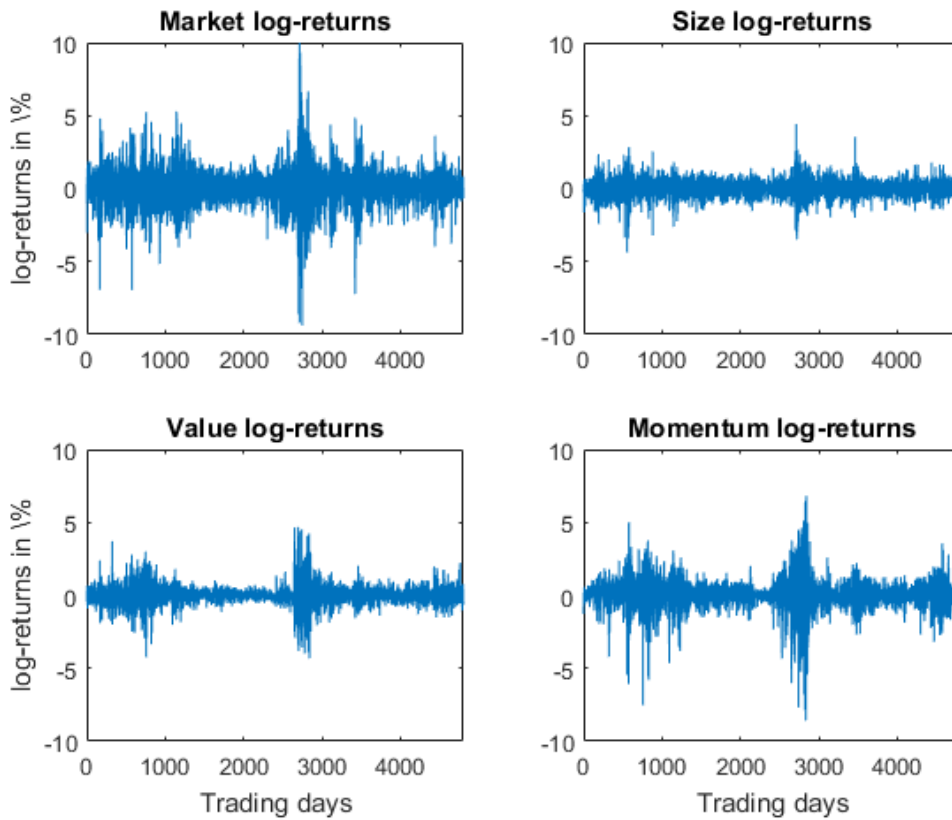 Market log-returns
log-returns in \%
10
5
0
-5
-10
0 1000 2000 3000 4000
Size log-returns
10
5
0
-5
-10
0 1000 2000 3000 4000
Value log-returns
log-returns in \%
10
5
0
-5
-10
0 1000 2000 3000 4000
Trading days
Momentum log-returns
10
5
0
-5
-10
0 1000 2000 3000 4000
Trading days